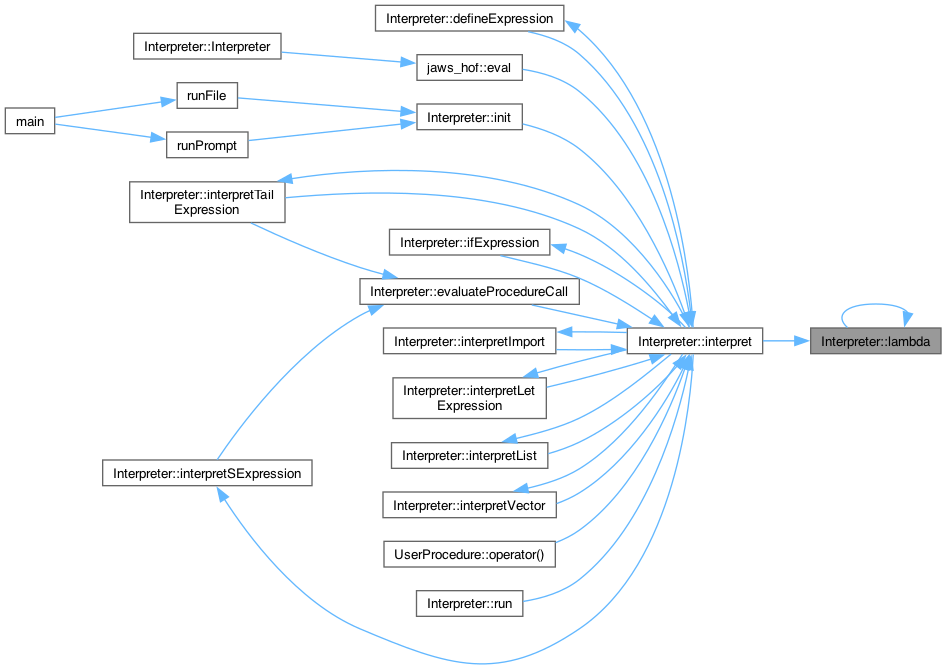 Interpreter::defineExpression
Interpreter::Interpreter
jaws_hof::eval
runFile
main
Interpreter::init
runPrompt
Interpreter::interpretTail
Expression
Interpreter::ifExpression
Interpreter::evaluateProcedureCall
Interpreter::interpretImport
Interpreter::interpret
Interpreter::lambda
Interpreter::interpretLet
Expression
Interpreter::interpretList
Interpreter::interpretSExpression
Interpreter::interpretVector
UserProcedure::operator()
Interpreter::run